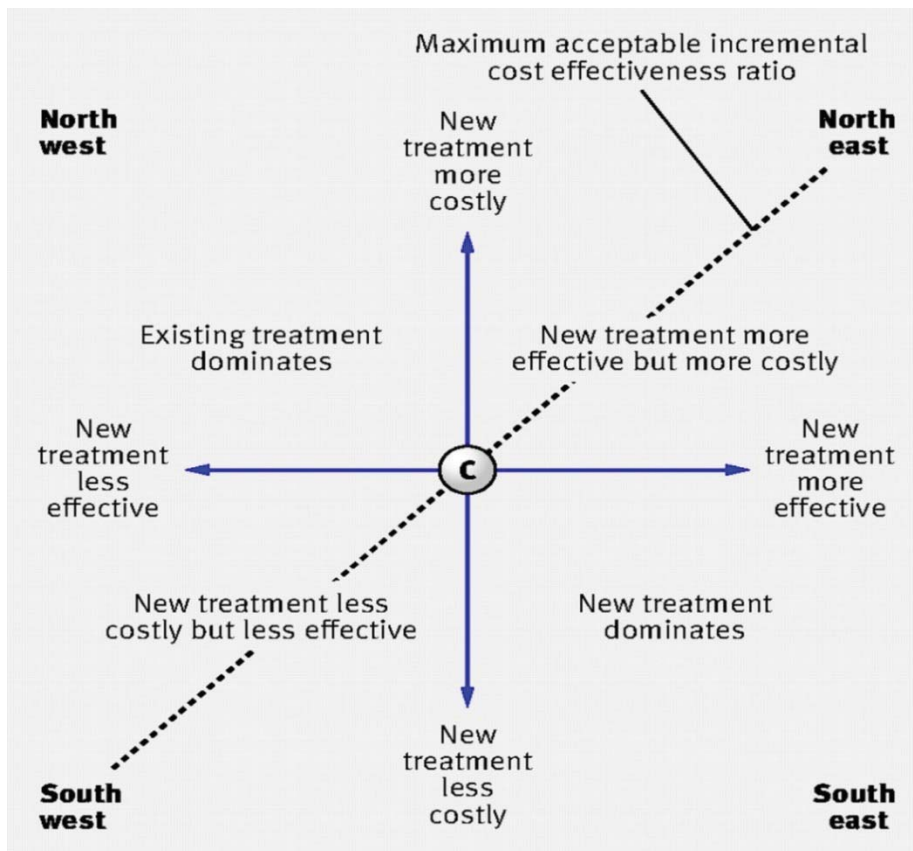 Maximum acceptable incremental
cost effectiveness ratio
North
west
New
treatment
more
costly
North
east
Existing treatment
dominates
New treatment more
effective but more costly
New
treatment
less
effective
C
New
treatment
more
effective
New treatment less
costly but less effective
New treatment
dominates
New
treatment
less
costly
South
west
South
east